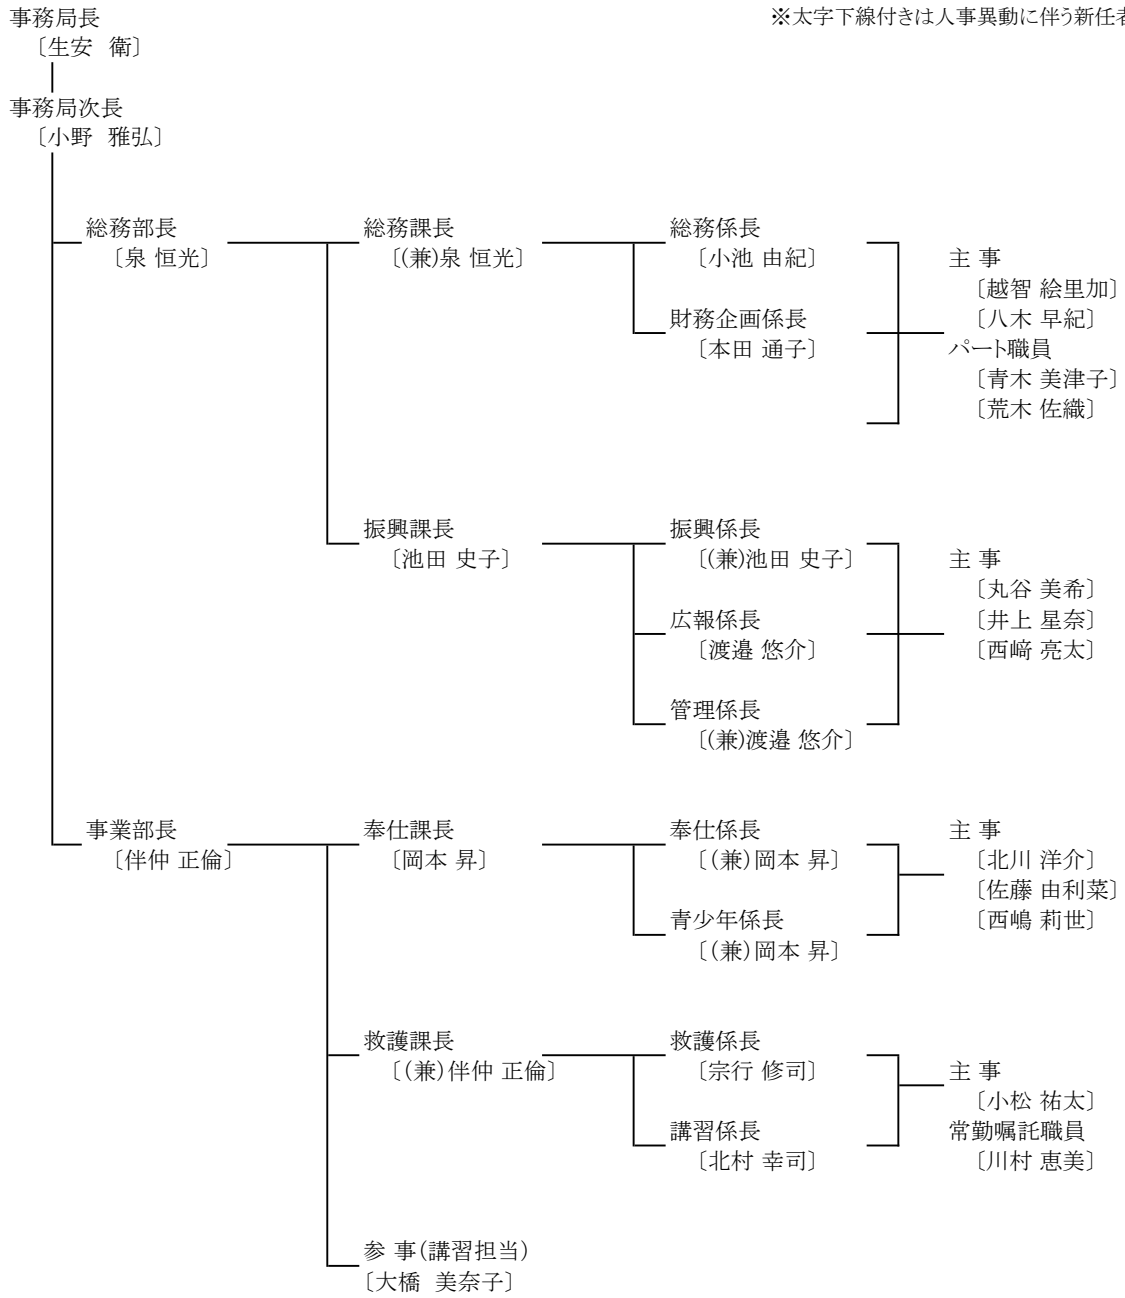 事務局長
〔生安 衛〕
※太字下線付きは人事異動に伴う新任者
事務局次長
〔小野 雅弘〕
総務部長
〔泉 恒光〕
総務課長
〔(兼)泉 恒光〕
総務係長
〔小池 由紀〕
財務企画係長
〔本田 通子〕
主 事
〔越智 絵里加〕
〔八木 早紀〕
パート職員
〔青木 美津子〕
〔荒木 佐織〕
振興課長
〔池田 史子〕
振興係長
〔(兼)池田 史子〕
広報係長
〔渡邉 悠介〕
管理係長
〔(兼)渡邉 悠介〕
主 事
〔丸谷 美希〕
〔井上 星奈〕
〔西﨑 亮太〕
事業部長
〔伴仲 正倫〕
奉仕課長
〔岡本 昇〕
奉仕係長
〔(兼)岡本 昇〕
青少年係長
〔(兼)岡本 昇〕
主 事
〔北川 洋介〕
〔佐藤 由利菜〕
〔西嶋 莉世〕
救護課長
〔(兼)伴仲 正倫〕
救護係長
〔宗行 修司〕
講習係長
〔北村 幸司〕
主 事
〔小松 祐太〕
常勤嘱託職員
〔川村 恵美〕
参 事(講習担当)
〔大橋 美奈子〕